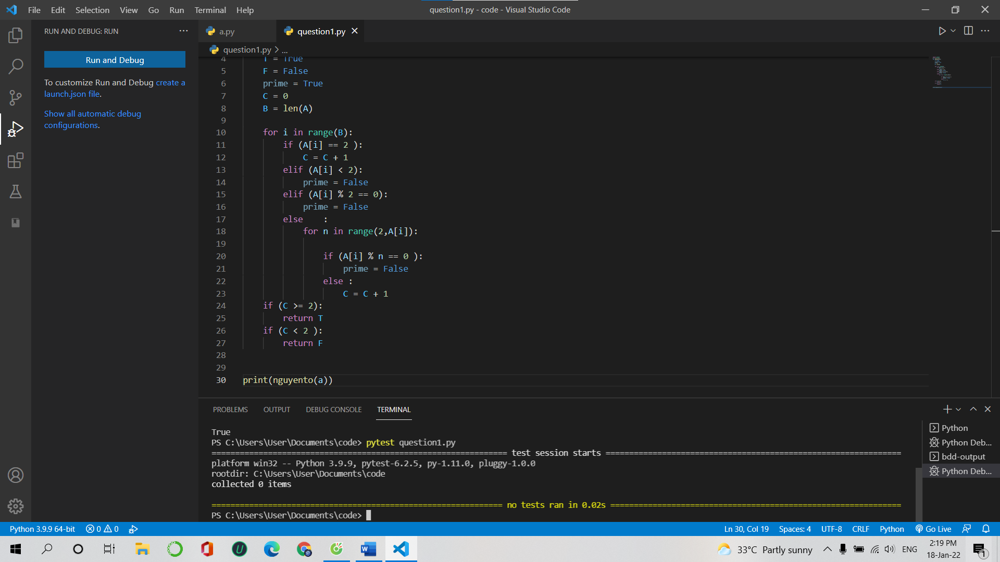 File Edit Selection View Go Run Terminal Help
question1.py - code - Visual Studio Code
RUN AND DEBUG: RUN
Run and Debug
To customize Run and Debug create a
launch.json file.
Show all automatic debug
configurations.
a.py
question1.py
question1.py > ...
4 T = True
5 F = False
6 prime = True
7 C = 0
8 B = len(A)
9
10 for i in range(B):
11 if (A[i] == 2 ):
12 C = C + 1
13 elif (A[i] < 2):
14 prime = False
15 elif (A[i] % 2 == 0):
16 prime = False
17 else    :
18 for n in range(2,A[i]):
19
20 if (A[i] % n == 0 ):
21 prime = False
22 else :
23 C = C + 1
24 if (C >= 2):
25 return T
26 if (C < 2 ):
27 return F
28
29
30 print(nguyento(a))
PROBLEMS OUTPUT DEBUG CONSOLE TERMINAL
True
PS C:\Users\User\Documents\code> pytest question1.py
=============================================================== test session starts ===============================================================
platform win32 -- Python 3.9.9, pytest-6.2.5, py-1.11.0, pluggy-1.0.0
rootdir: C:\Users\User\Documents\code
collected 0 items
============================================================== no tests ran in 0.02s ==============================================================
PS C:\Users\User\Documents\code>
Python
Python Deb...
bdd-output
Python Deb...
Python 3.9.9 64-bit 0 0
Ln 30, Col 19 Spaces: 4 UTF-8 CRLF Python Go Live
33°C Partly sunny ENG
2:19 PM
18-Jan-22
1